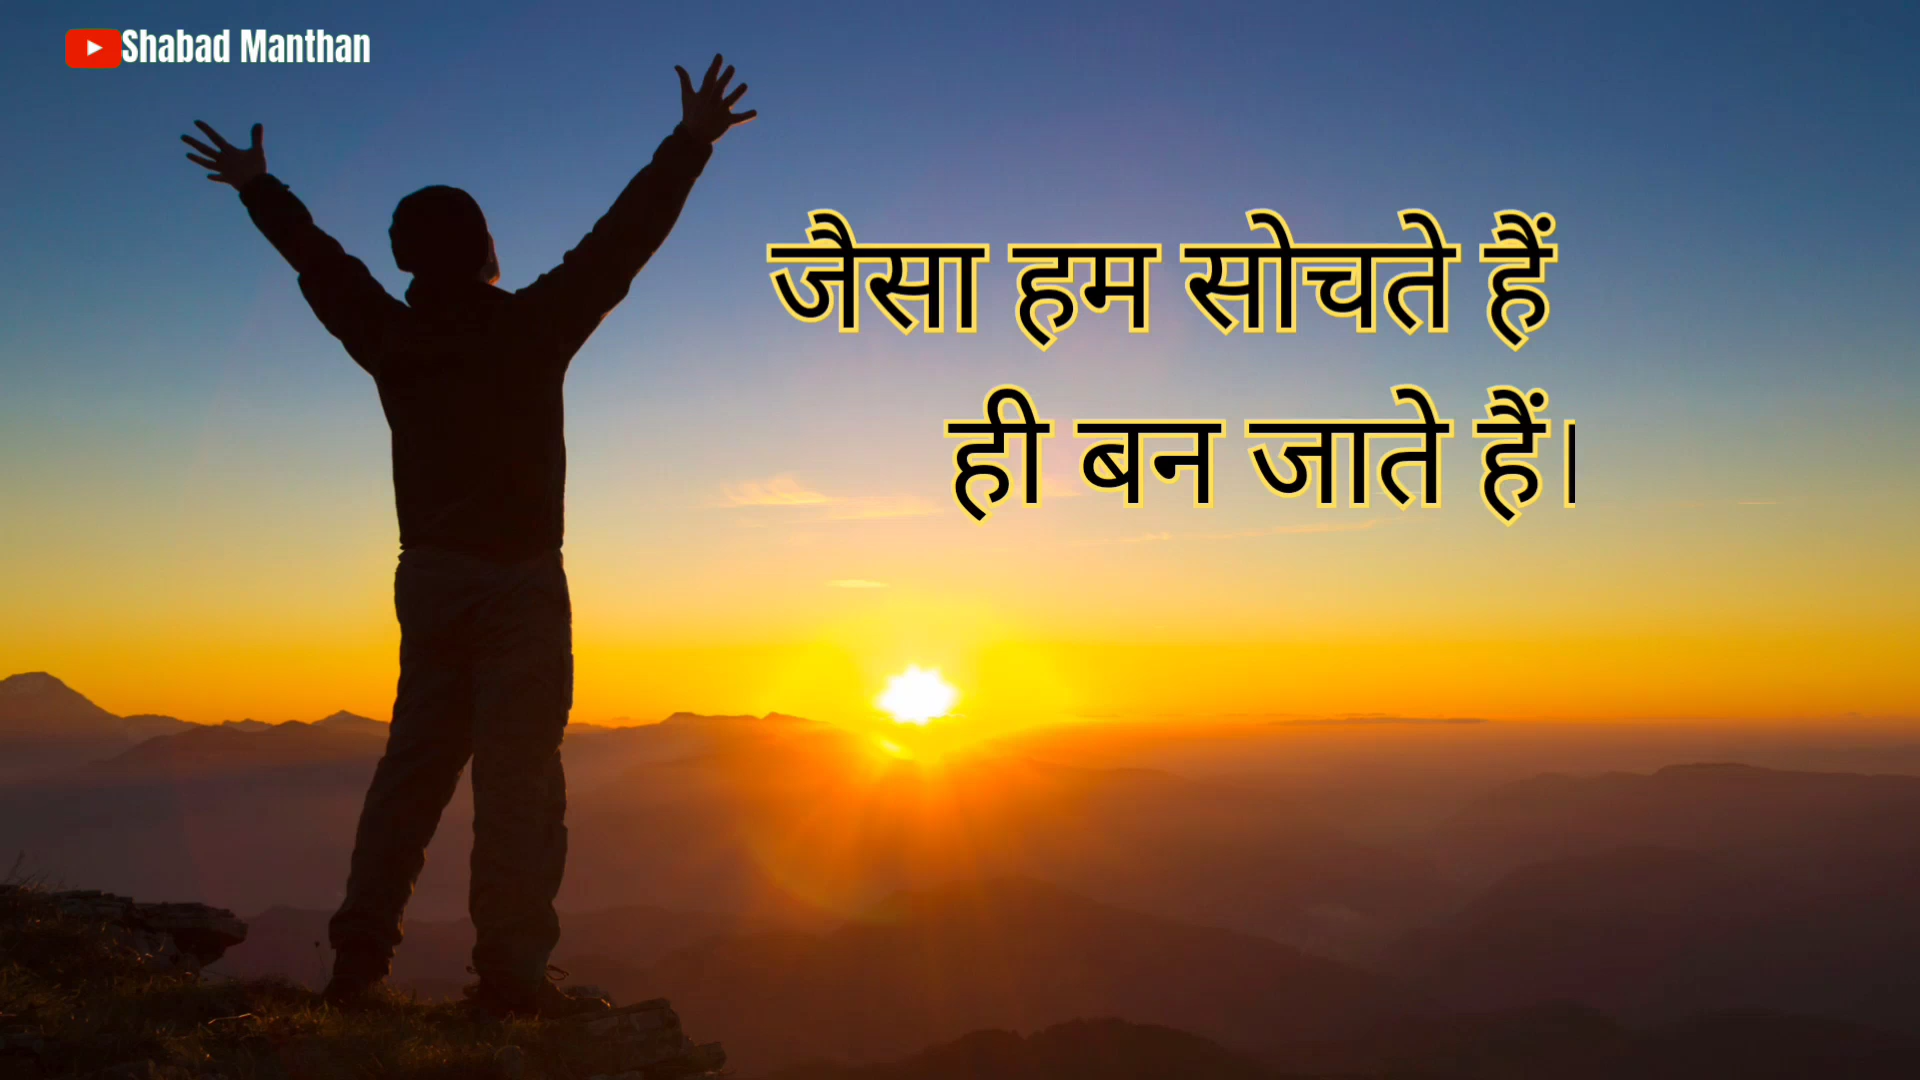 Shabad Manthan
जैसा हम सोचते हैं
ही बन जाते हैं।